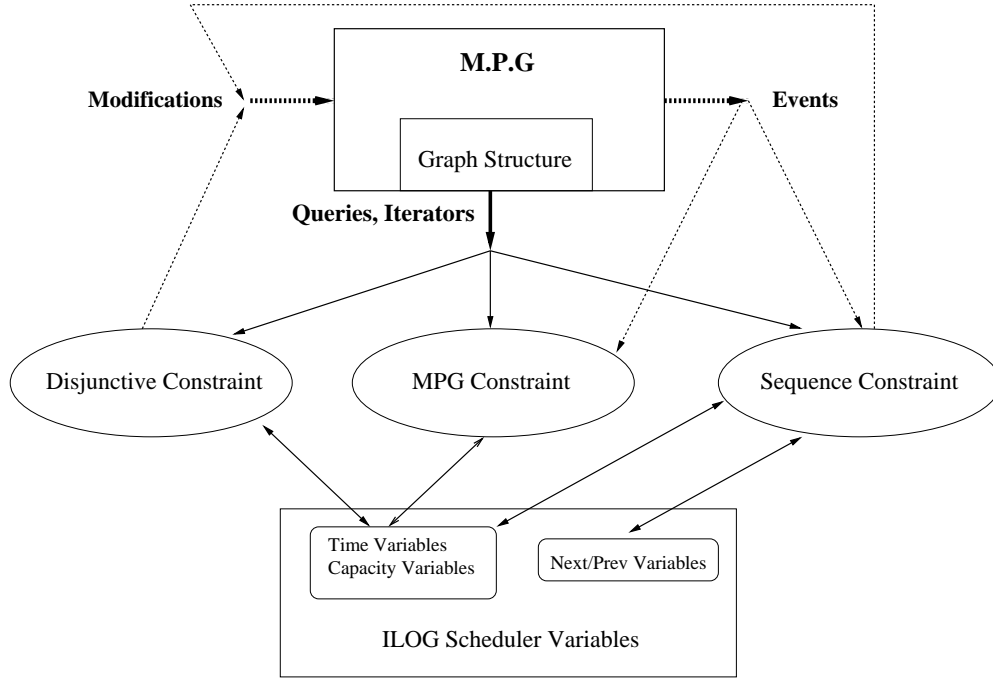 M.P.G
Modifications
Events
Graph Structure
Queries, Iterators
Disjunctive Constraint
MPG Constraint
Sequence Constraint
Time Variables
Capacity Variables
Next/Prev Variables
ILOG Scheduler Variables